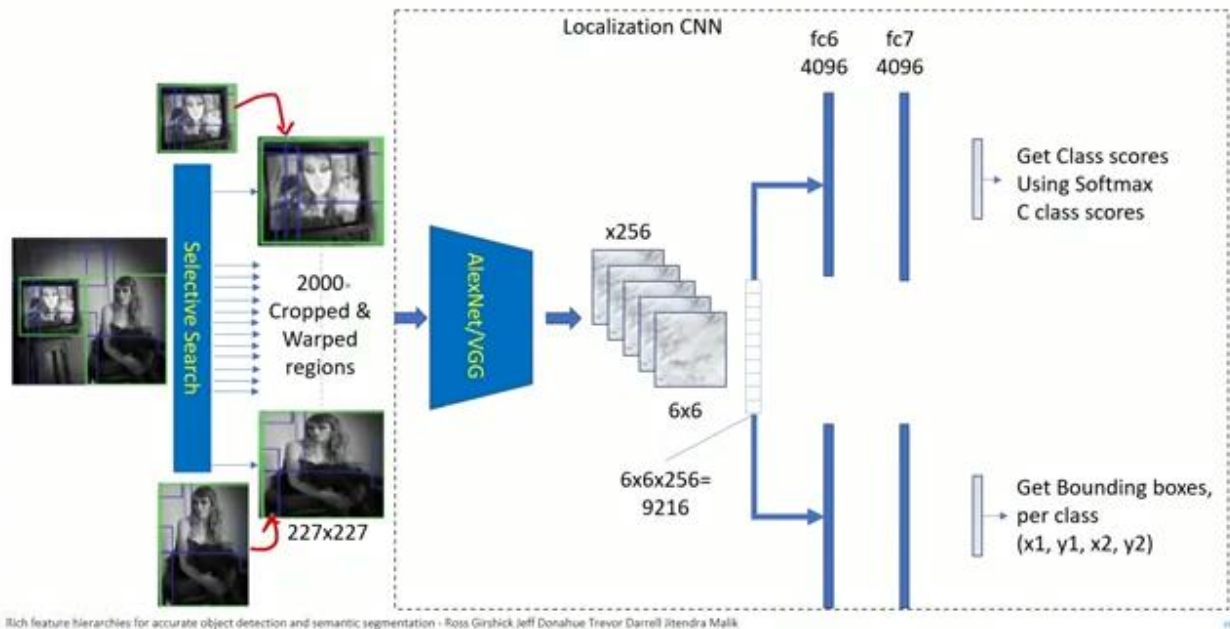 Localization CNN
fc6
4096
fc7
4096
Selective Search
2000-
Cropped &
Warped
regions
227x227
AlexNet/VGG
x256
6x6
6x6x256=
9216
Get Class scores
Using Softmax
C class scores
Get Bounding boxes,
per class
(x1, y1, x2, y2)
Rich feature hierarchies for accurate object detection and semantic segmentation - Ross Girshick Jeff Donahue Trevor Darrell Jitendra Malik